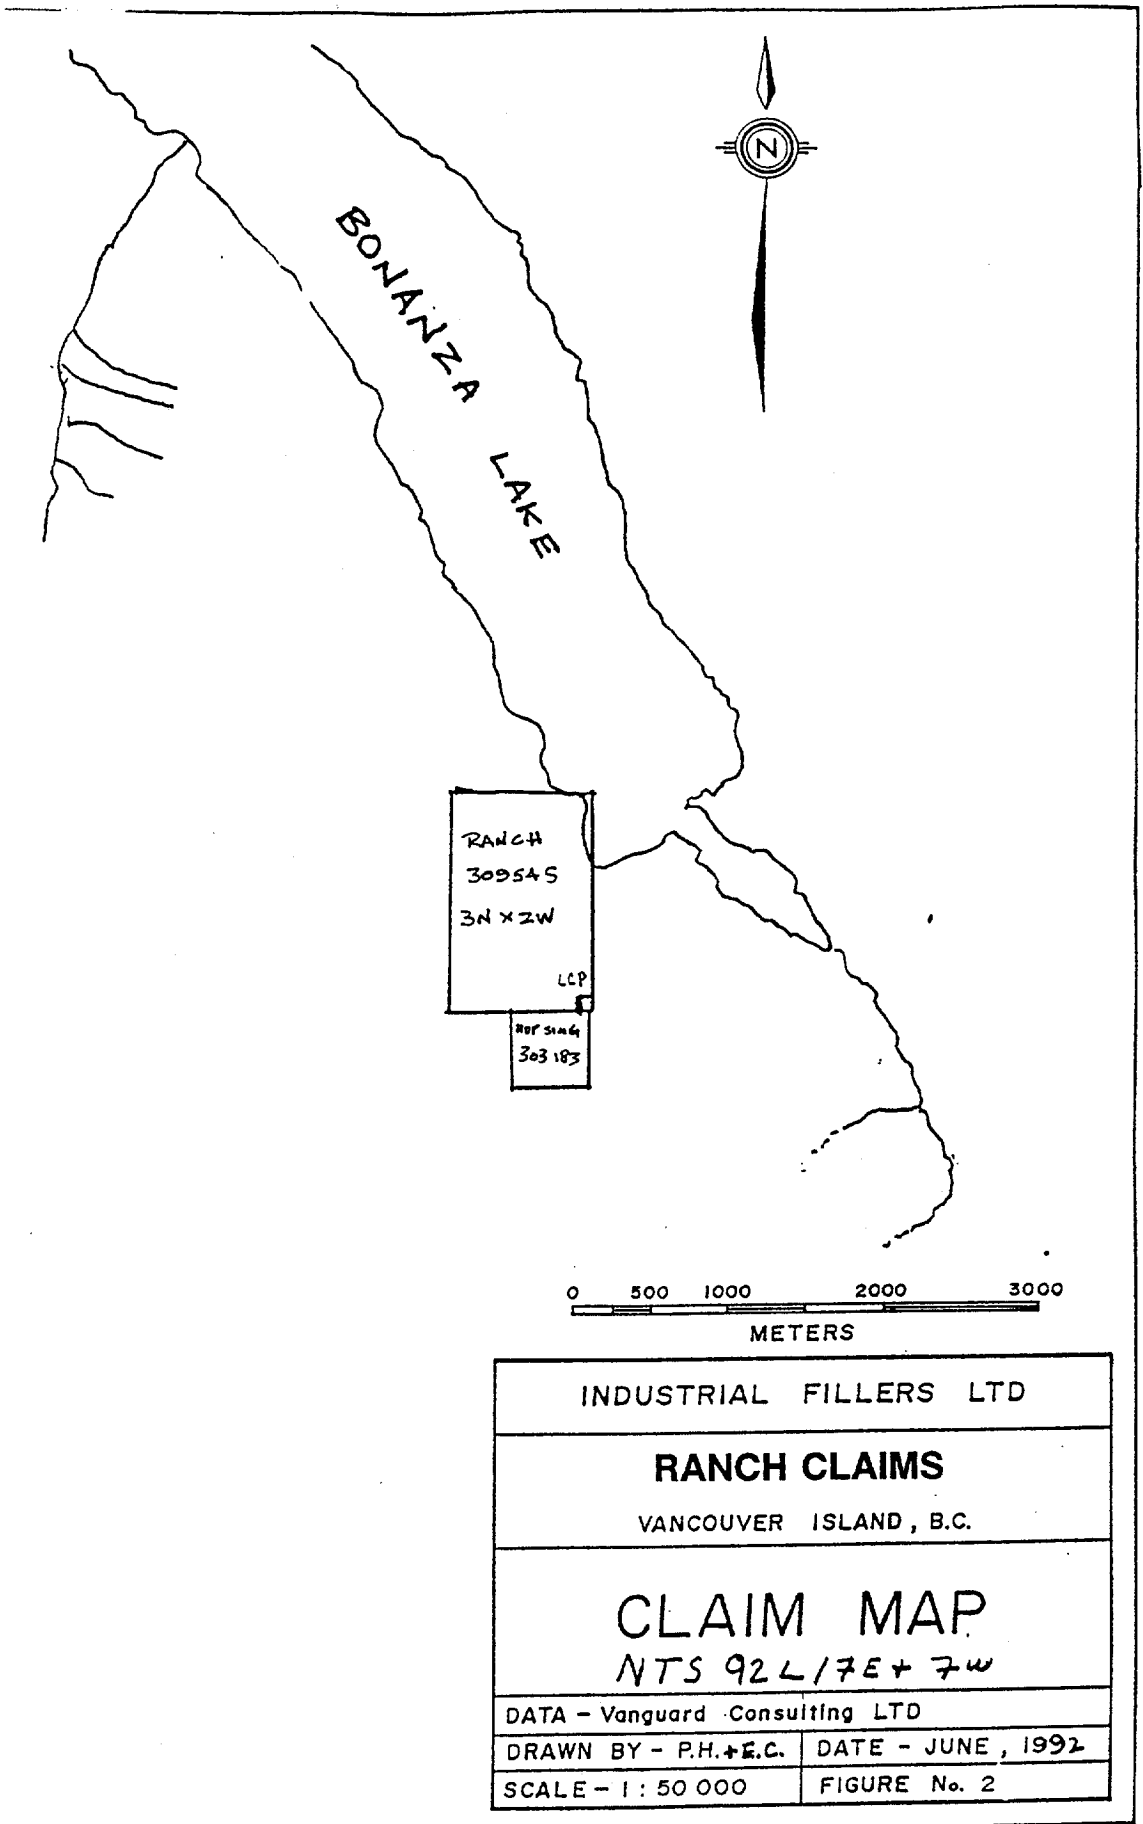 N
BONANZA LAKE
RANCH
309545
3N × 2W
LCP
HOP SING
303183
0 500 1000 2000 3000
METERS
INDUSTRIAL FILLERS LTD
RANCH CLAIMS
VANCOUVER ISLAND, B.C.
CLAIM MAP
NTS 92L/7E + 7W
DATA - Vanguard Consulting LTD
DRAWN BY - P.H.+E.C. DATE - JUNE, 1992
SCALE - 1 : 50 000 FIGURE No. 2